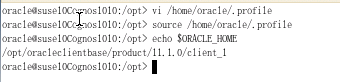 oracle@suse10Cognos1010:/opt> vi /home/oracle/.profile
oracle@suse10Cognos1010:/opt> source /home/oracle/.profile
oracle@suse10Cognos1010:/opt> echo $ORACLE_HOME
/opt/oracleclientbase/product/11.1.0/client_1
oracle@suse10Cognos1010:/opt>